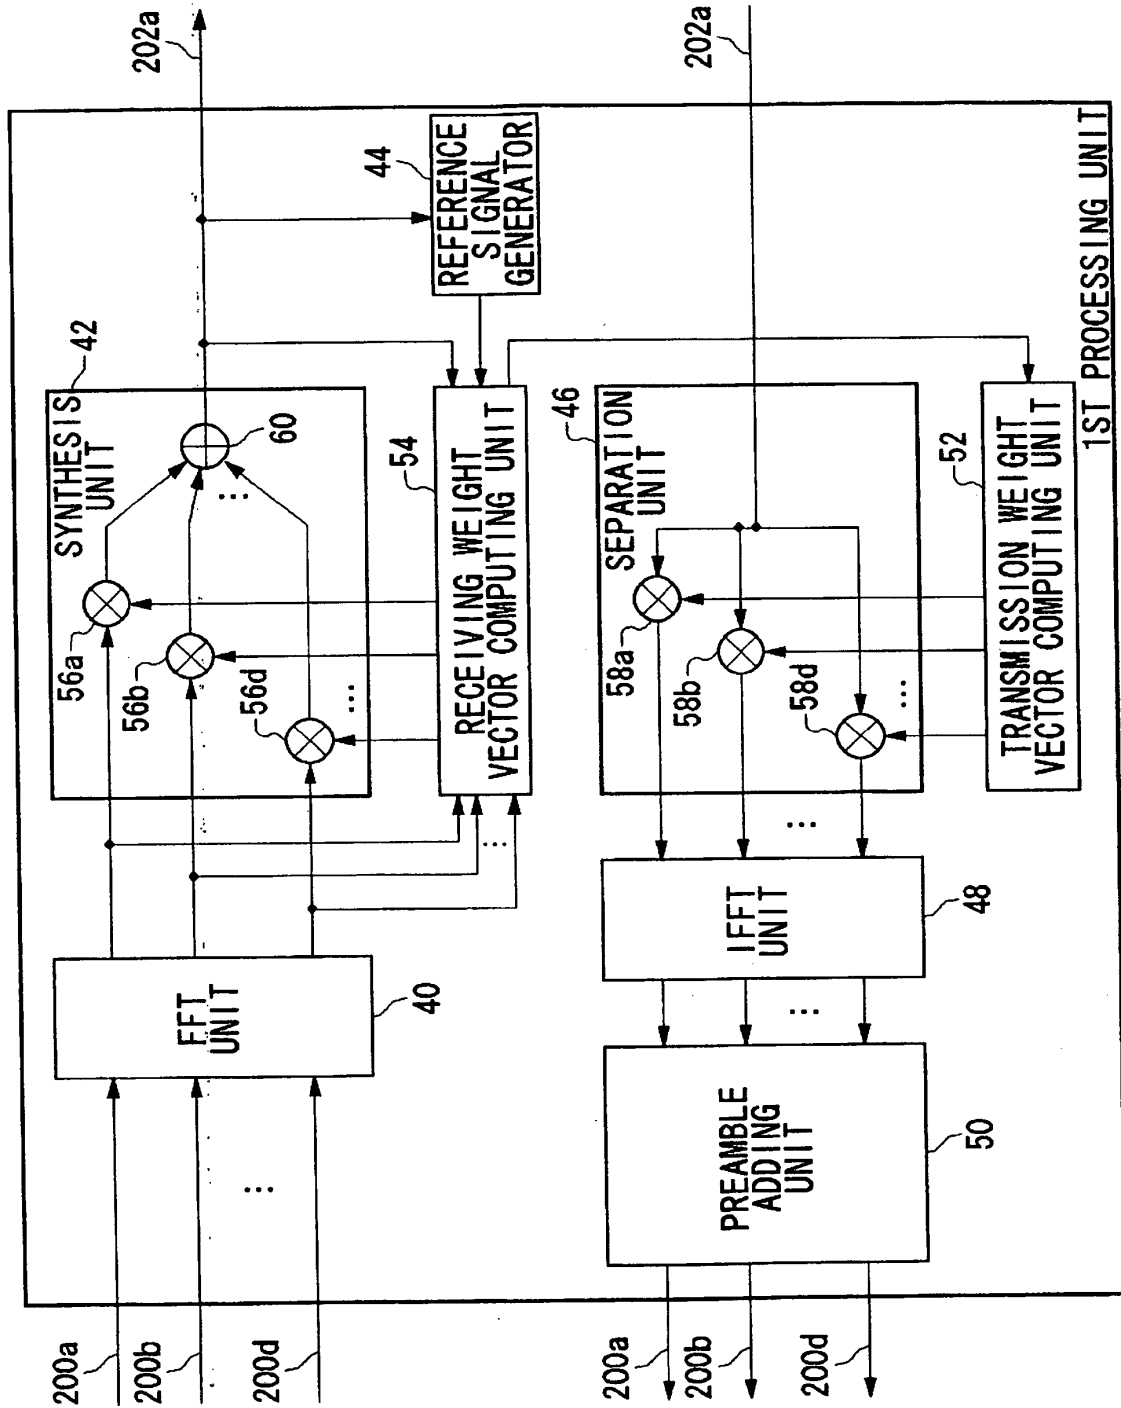 200a
200b
...
200d
FFT
UNIT
40
56a
56b
56d
...
SYNTHESIS
UNIT
42
...
60
202a
...
RECEIVING WEIGHT
VECTOR COMPUTING UNIT
54
REFERENCE
SIGNAL
GENERATOR
44
200a
200b
200d
PREAMBLE
ADDING
UNIT
50
...
IFFT
UNIT
48
...
58a
58b
58d
...
SEPARATION
UNIT
46
202a
TRANSMISSION WEIGHT
VECTOR COMPUTING UNIT
52
1ST PROCESSING UNIT